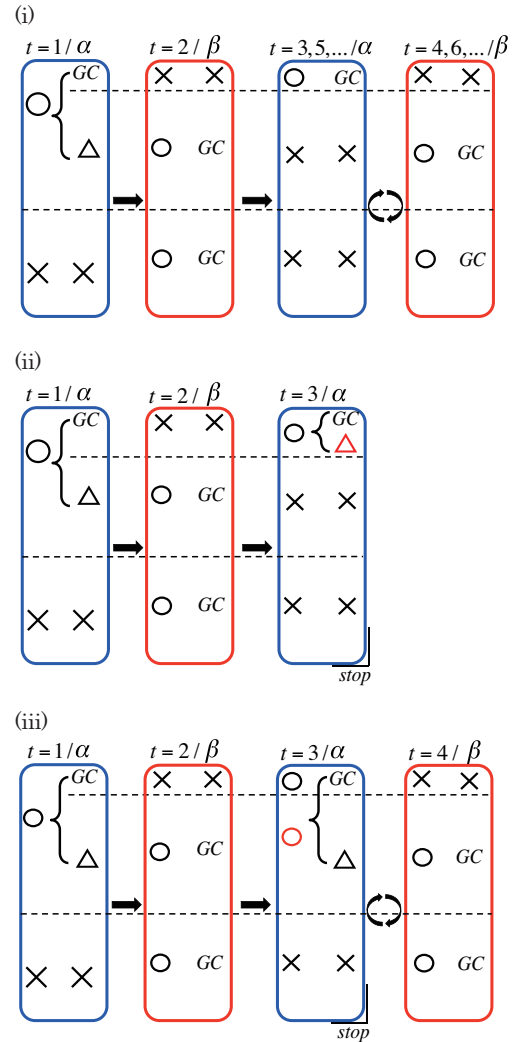 (i)
t = 1/α t = 2/β t = 3,5,.../α t = 4,6,.../β
GC GC
GC GC
GC GC
(ii)
t = 1/α t = 2/β t = 3/α
GC GC
GC
GC
stop
(iii)
t = 1/α t = 2/β t = 3/α t = 4/β
GC GC
GC GC
GC GC
stop